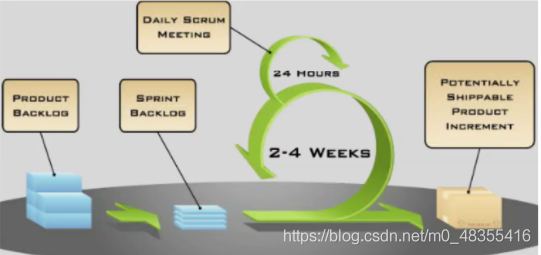 DAILY SCRUM
MEETING
24 HOURS
PRODUCT
BACKLOG
SPRINT
BACKLOG
POTENTIALLY
SHIPPABLE
PRODUCT
INCREMENT
2-4 WEEKS
https://blog.csdn.net/m0_48355416